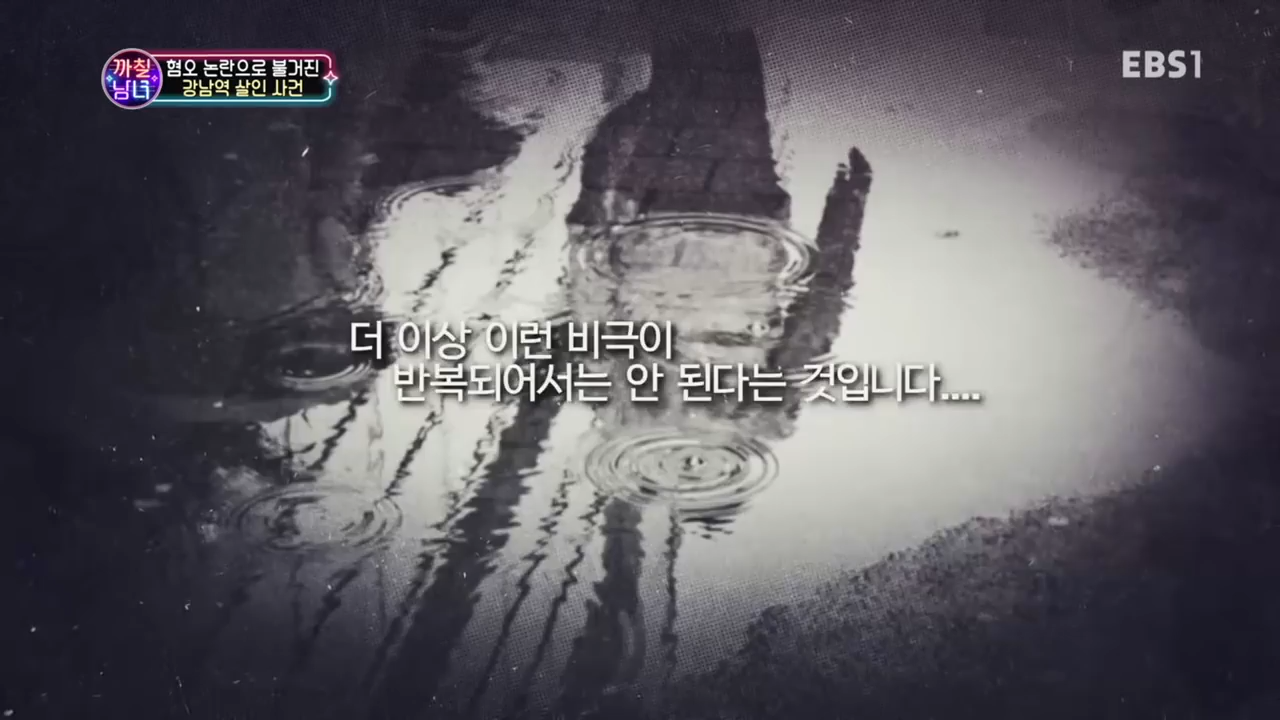 까칠
남녀
혐오 논란으로 불거진
강남역 살인 사건
EBS1
더 이상 이런 비극이
반복되어서는 안 된다는 것입니다....